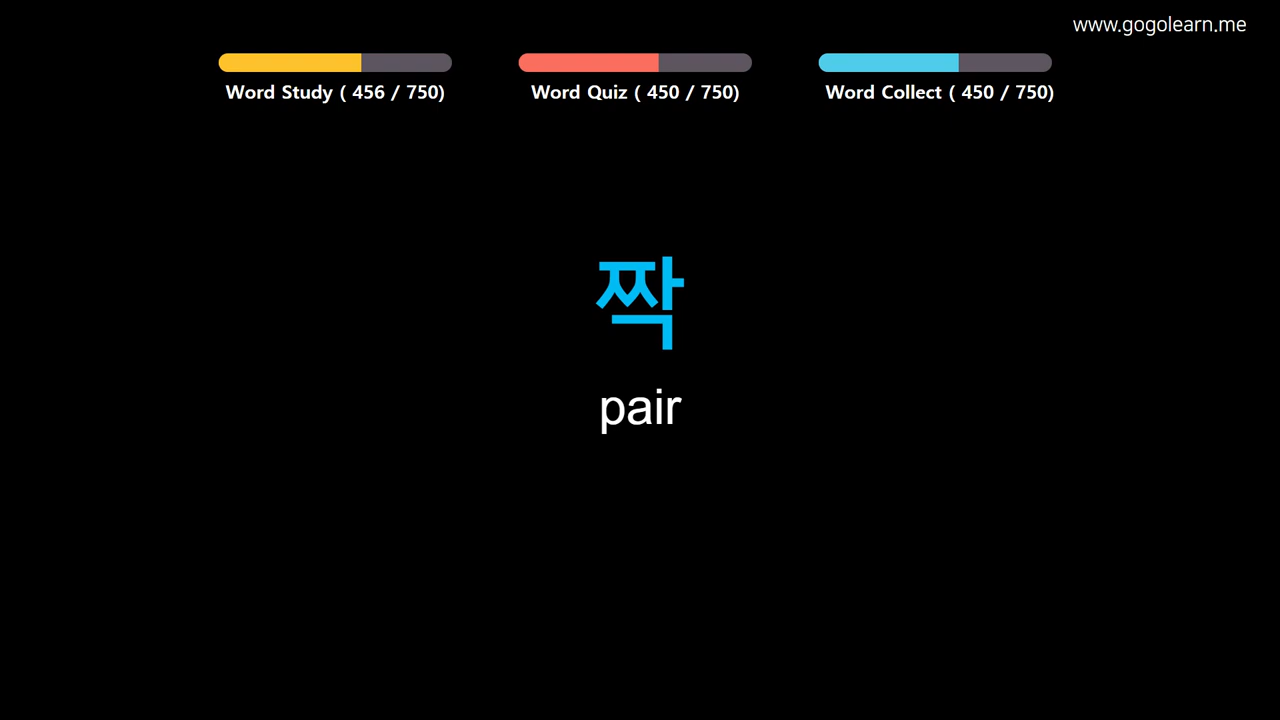 www.gogolearn.me
Word Study ( 456 / 750)
Word Quiz ( 450 / 750)
Word Collect ( 450 / 750)
짝
pair